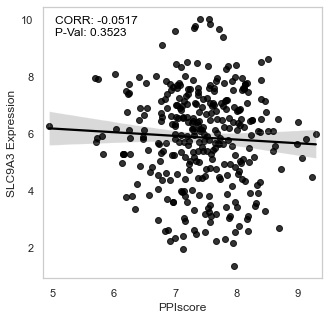 CORR: -0.0517
P-Val: 0.3523
10
8
6
4
2
SLC9A3 Expression
5
6
7
8
9
PPIscore